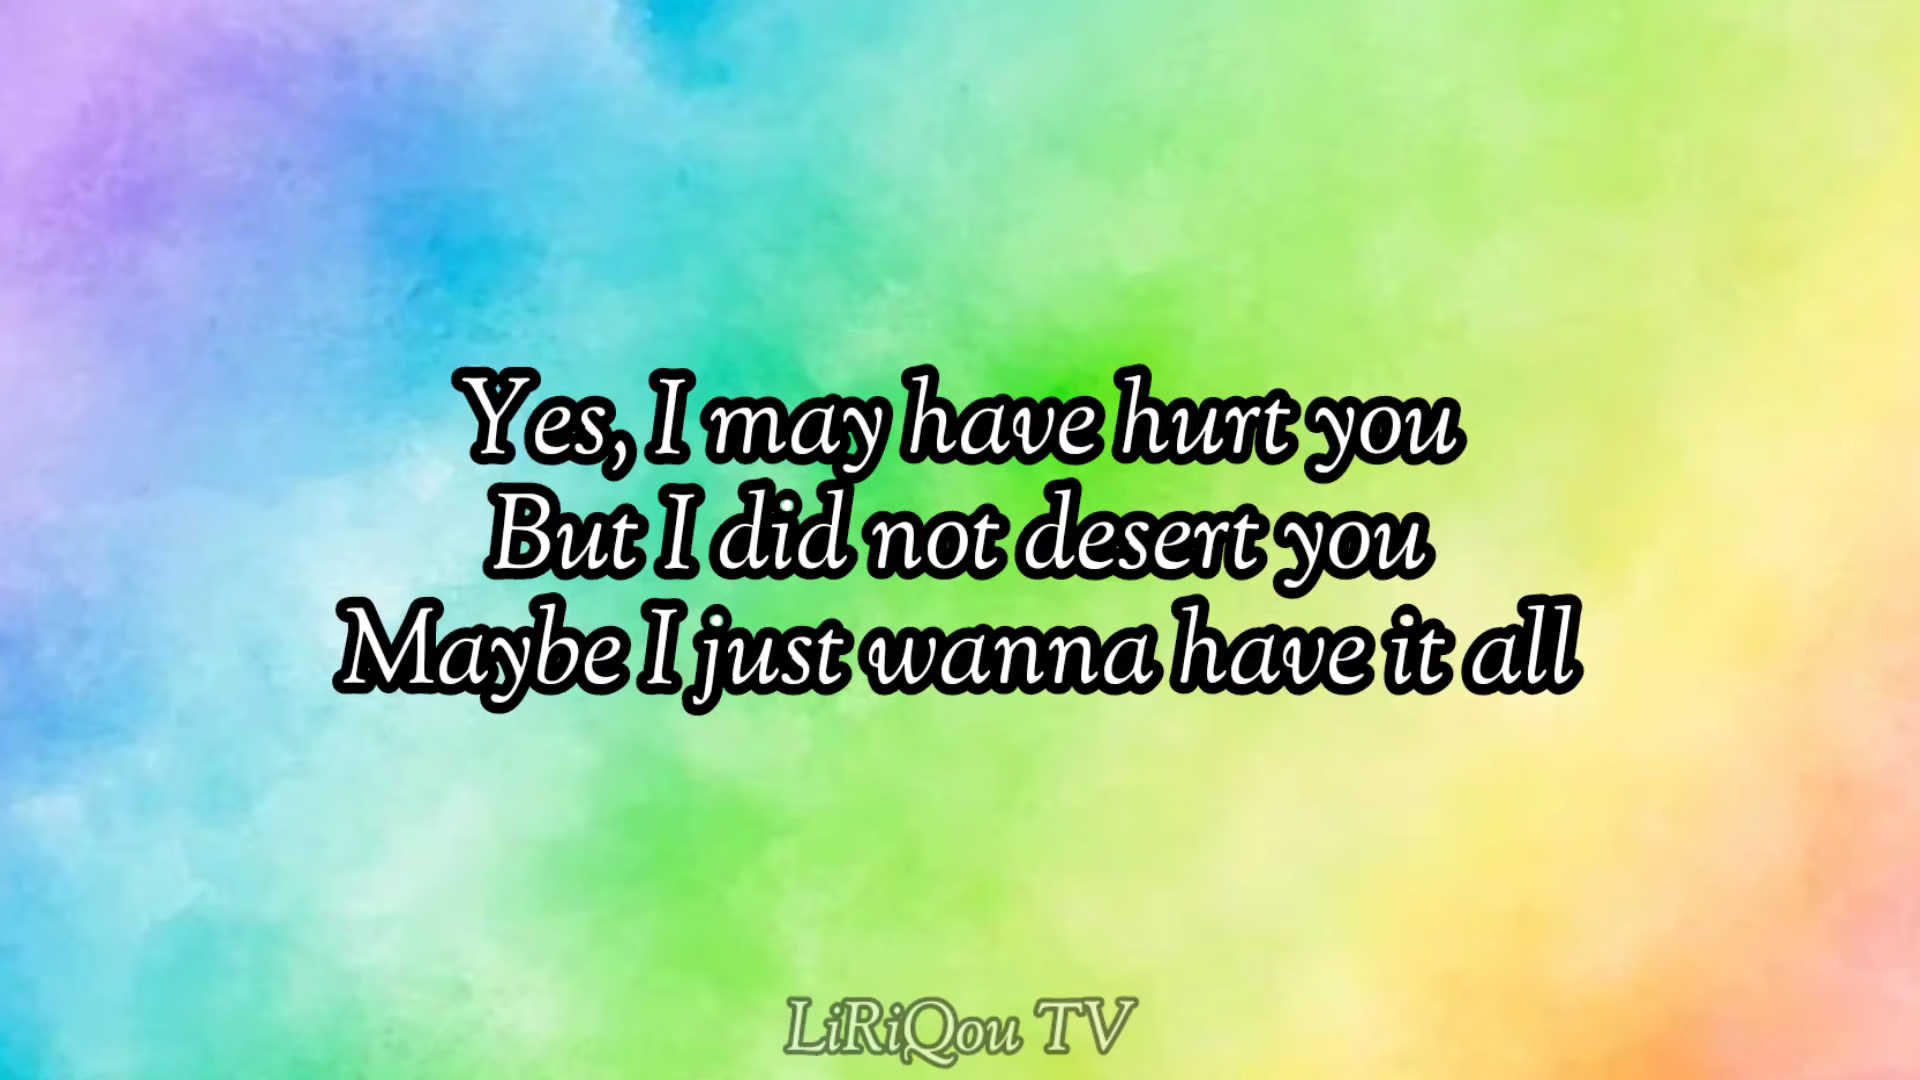 Yes, I may have hurt you
But I did not desert you
Maybe I just wanna have it all
LiRiQou TV